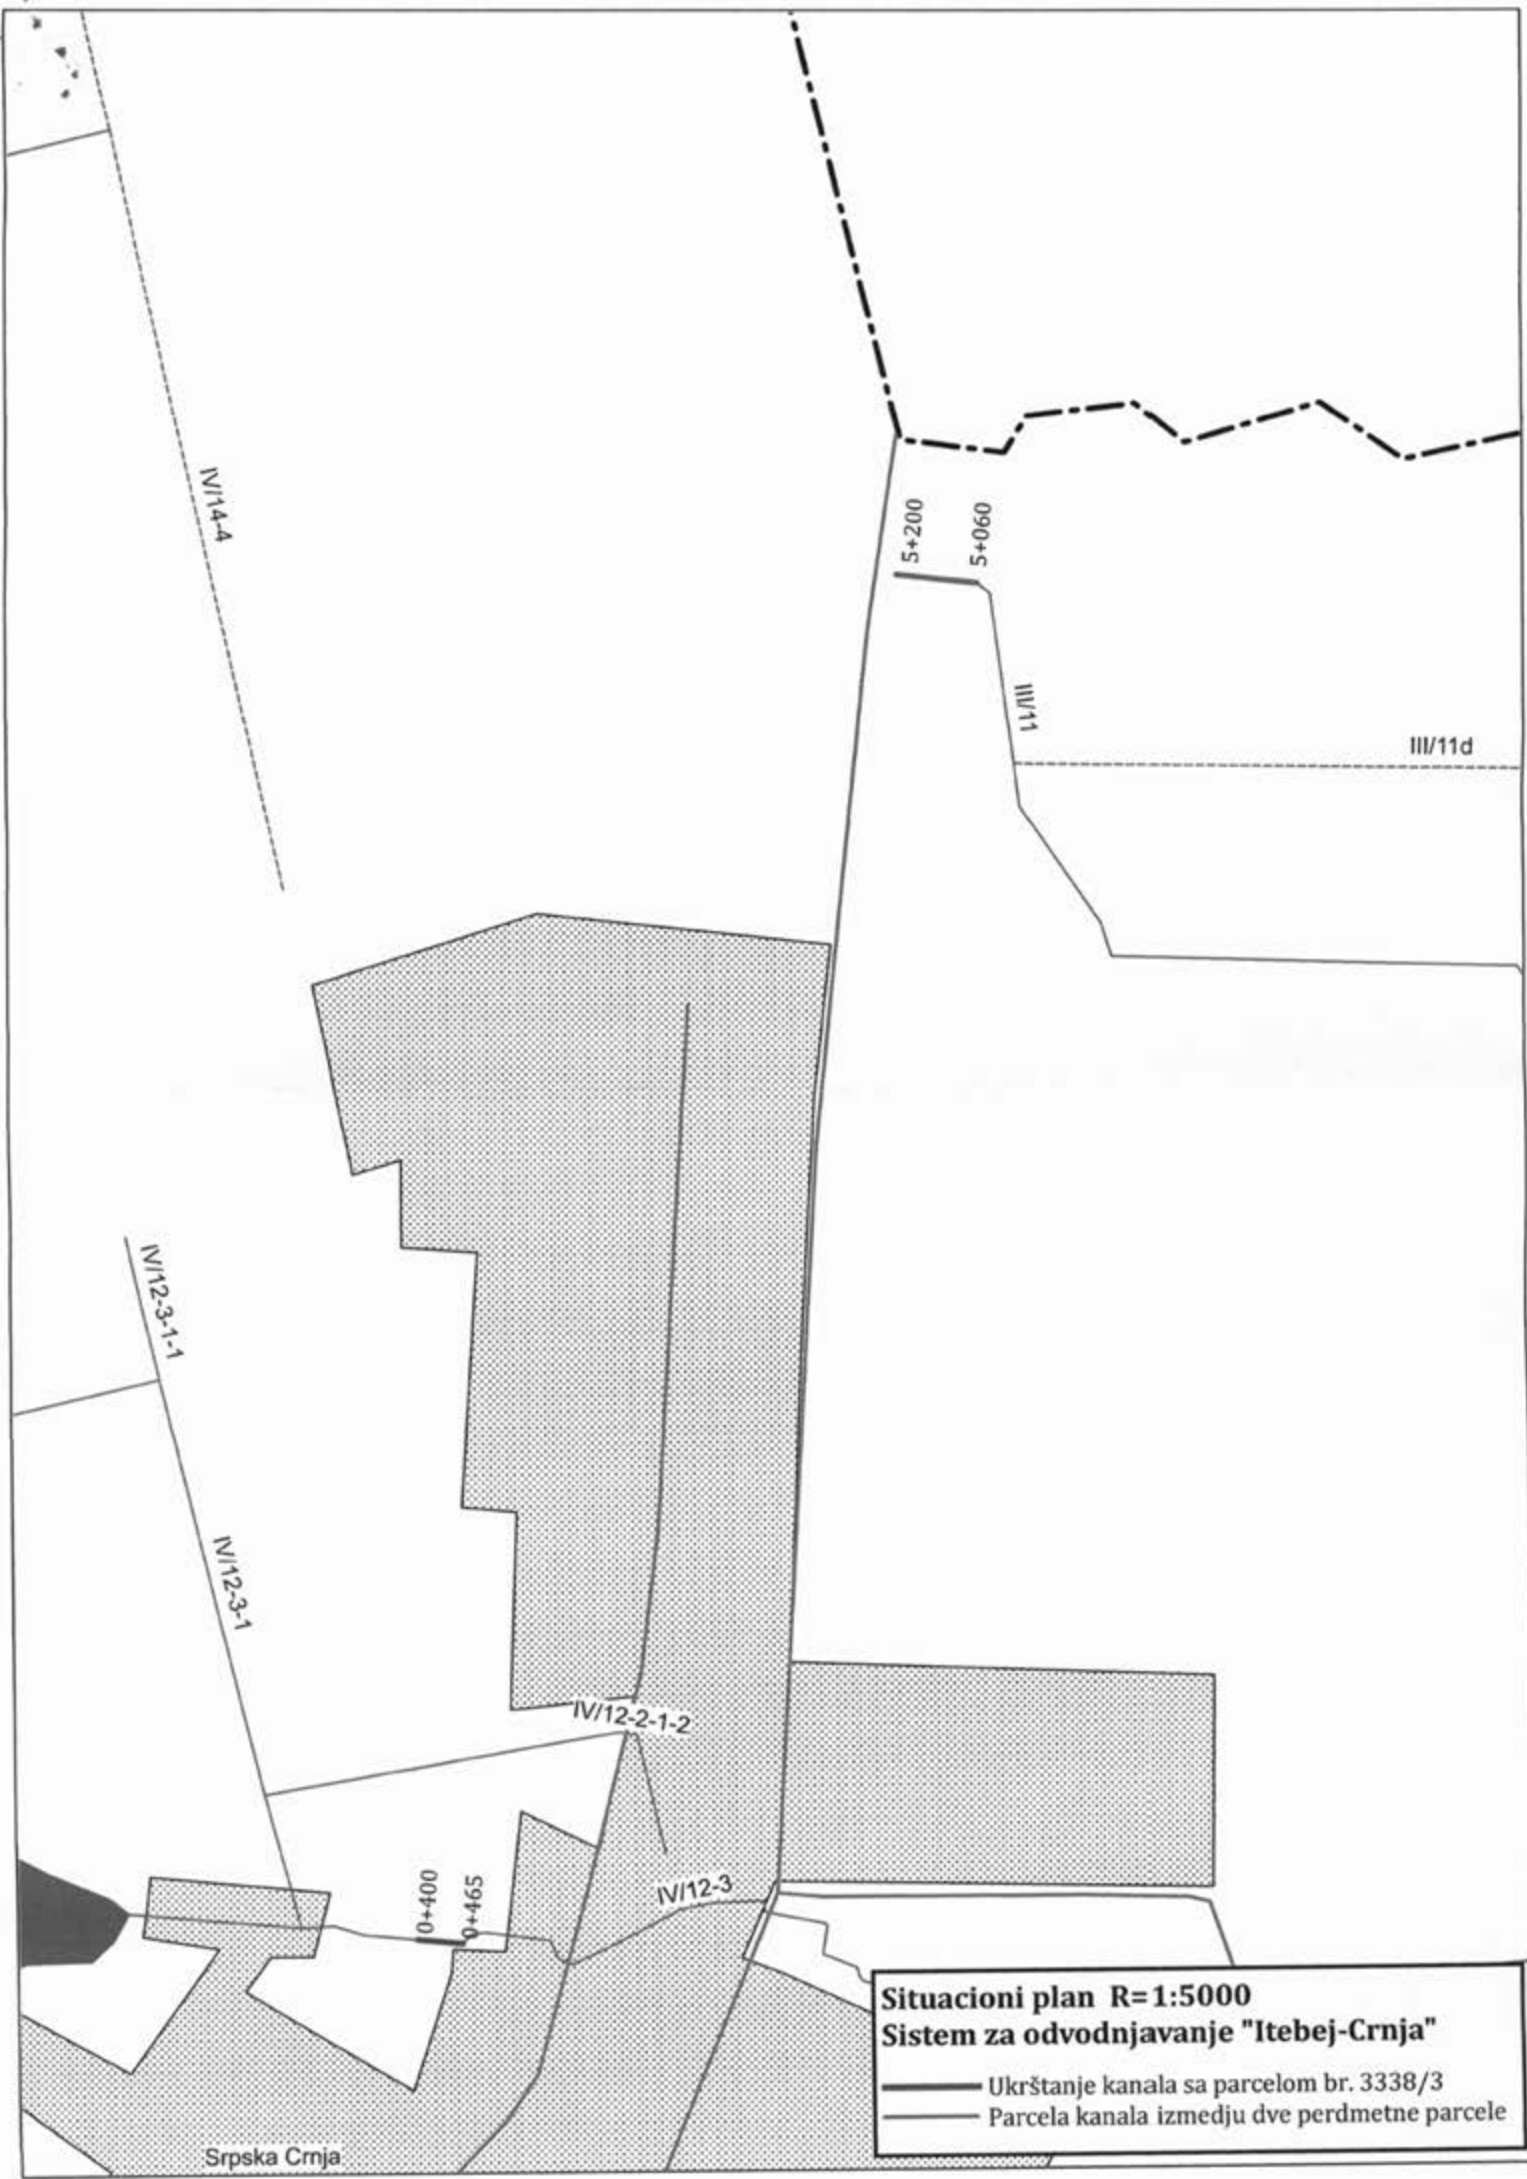 IV/14-4
5+200
5+060
III/11
III/11d
IV/12-3-1-1
IV/12-3-1
IV/12-2-1-2
IV/12-3
0+400
0+465
Situacioni plan R=1:5000
Sistem za odvodnjavanje "Itebej-Crnja"
Ukrštanje kanala sa parcelom br. 3338/3
Parcela kanala izmedju dve perdmetne parcele
Srpska Crnja